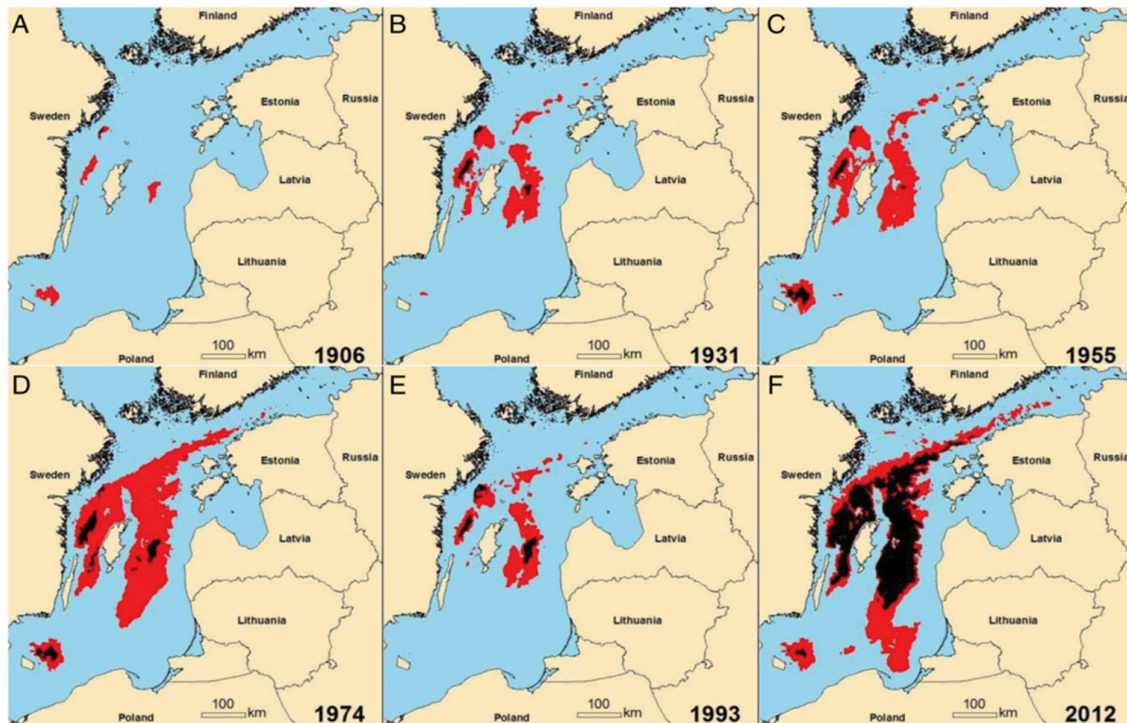 A
Finland
Sweden
Estonia
Russia
Latvia
Lithuania
Poland
100
km
1906
B
Finland
Sweden
Estonia
Russia
Latvia
Lithuania
Poland
100
km
1931
C
Finland
Sweden
Estonia
Russia
Latvia
Lithuania
Poland
100
km
1955
D
Finland
Sweden
Estonia
Russia
Latvia
Lithuania
Poland
100
km
1974
E
Finland
Sweden
Estonia
Russia
Latvia
Lithuania
Poland
100
km
1993
F
Finland
Sweden
Estonia
Russia
Latvia
Lithuania
Poland
100
km
2012